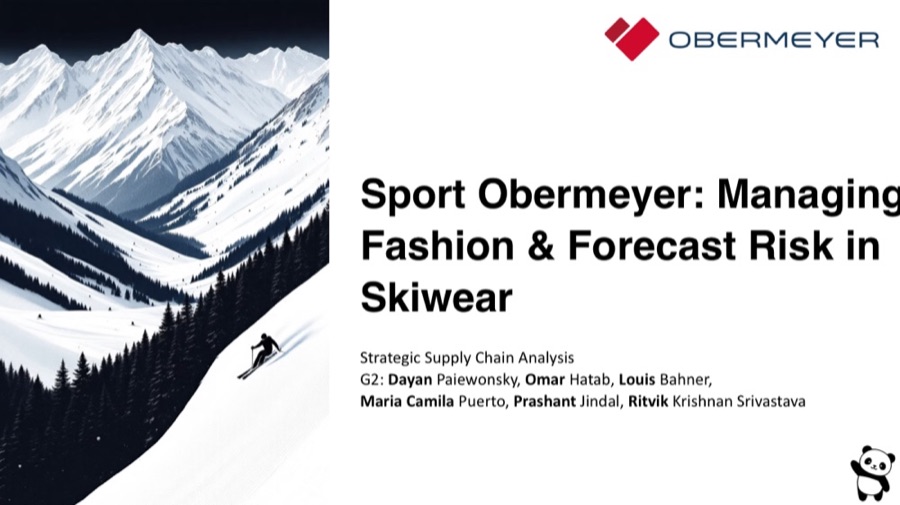 OBERMEYER
Sport Obermeyer: Managing
Fashion & Forecast Risk in
Skiwear
Strategic Supply Chain Analysis
G2: Dayan Paiewonsky, Omar Hatab, Louis Bahner,
Maria Camila Puerto, Prashant Jindal, Ritvik Krishnan Srivastava